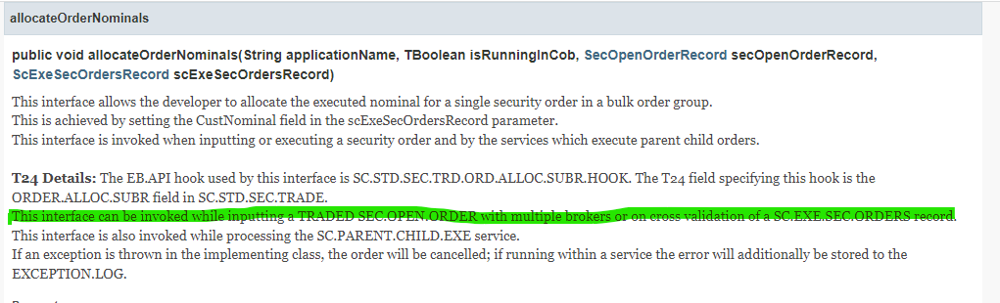 allocateOrderNominals
public void allocateOrderNominals(String applicationName, TBoolean isRunningInCob, SecOpenOrderRecord secOpenOrderRecord,
ScExeSecOrdersRecord scExeSecOrdersRecord)
This interface allows the developer to allocate the executed nominal for a single security order in a bulk order group.
This is achieved by setting the CustNominal field in the scExeSecOrdersRecord parameter.
This interface is invoked when inputting or executing a security order and by the services which execute parent child orders.
T24 Details: The EB.API hook used by this interface is SC.STD.SEC.TRD.ORD.ALLOC.SUBR.HOOK. The T24 field specifying this hook is the
ORDER.ALLOC.SUBR field in SC.STD.SEC.TRADE.
This interface can be invoked while inputting a TRADED SEC.OPEN.ORDER with multiple brokers or on cross validation of a SC.EXE.SEC.ORDERS record.
This interface is also invoked while processing the SC.PARENT.CHILD.EXE service.
If an exception is thrown in the implementing class, the order will be cancelled; if running within a service the error will additionally be stored to the
EXCEPTION.LOG.